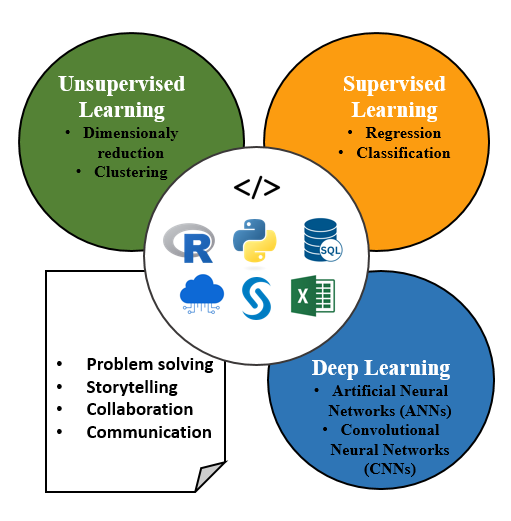 Unsupervised
Learning
• Dimensionaly
reduction
• Clustering
Supervised
Learning
• Regression
• Classification
</>
R
SQL
X
• Problem solving
• Storytelling
• Collaboration
• Communication
Deep Learning
• Artificial Neural
Networks (ANNs)
• Convolutional
Neural Networks
(CNNs)